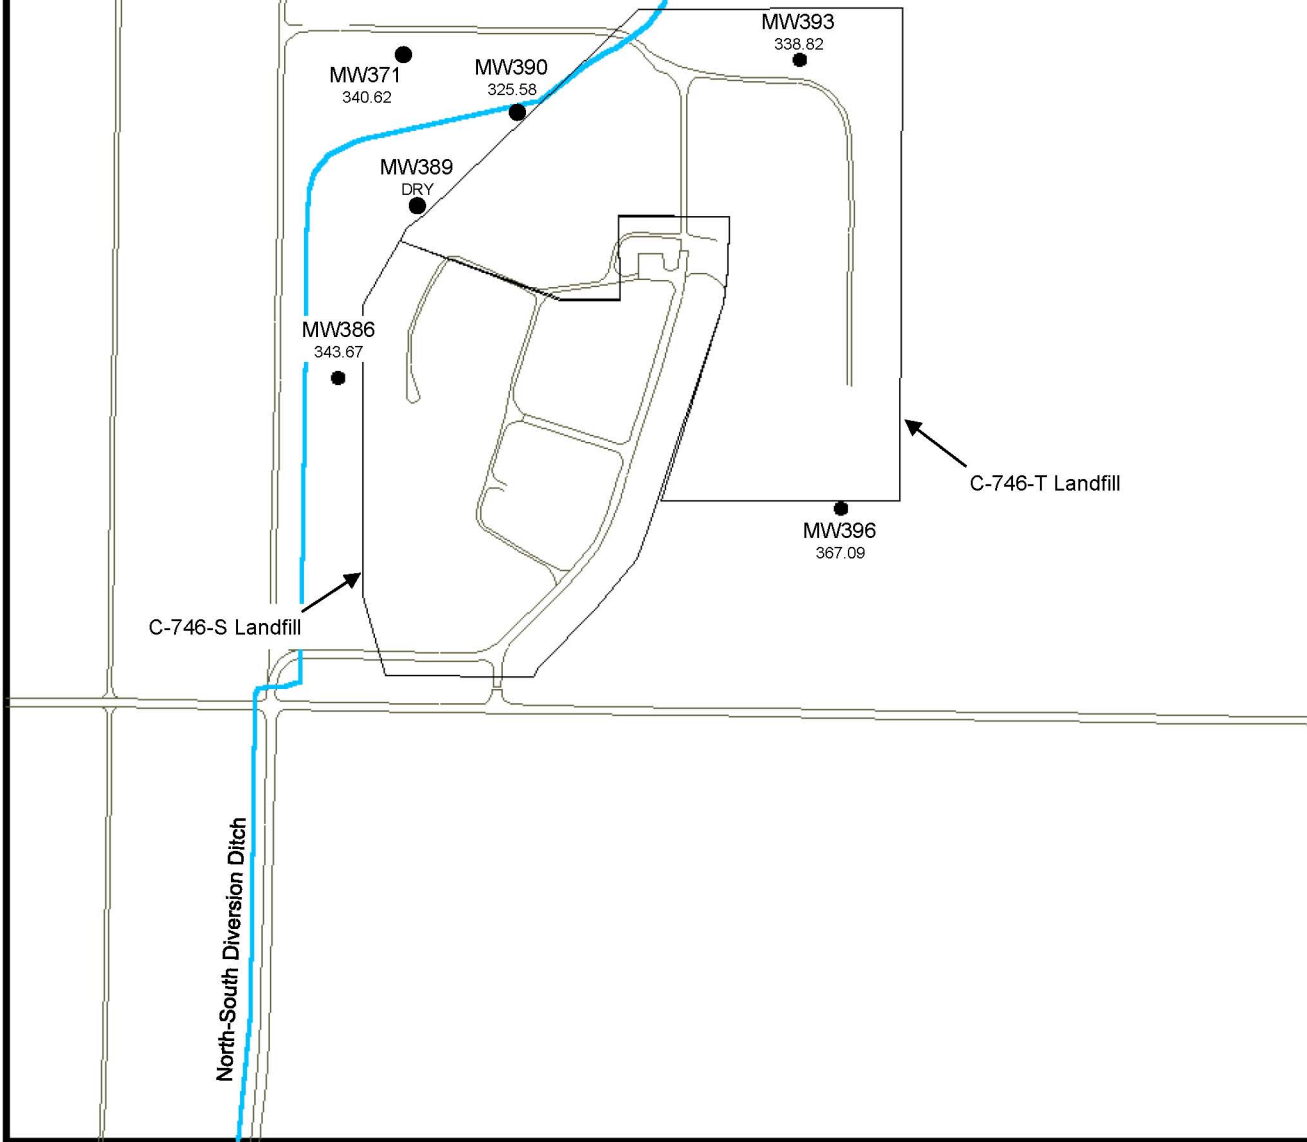 MW393
338.82
MW371
340.62
MW390
325.58
MW389
DRY
MW386
343.67
C-746-T Landfill
MW396
367.09
C-746-S Landfill
North-South Diversion Ditch